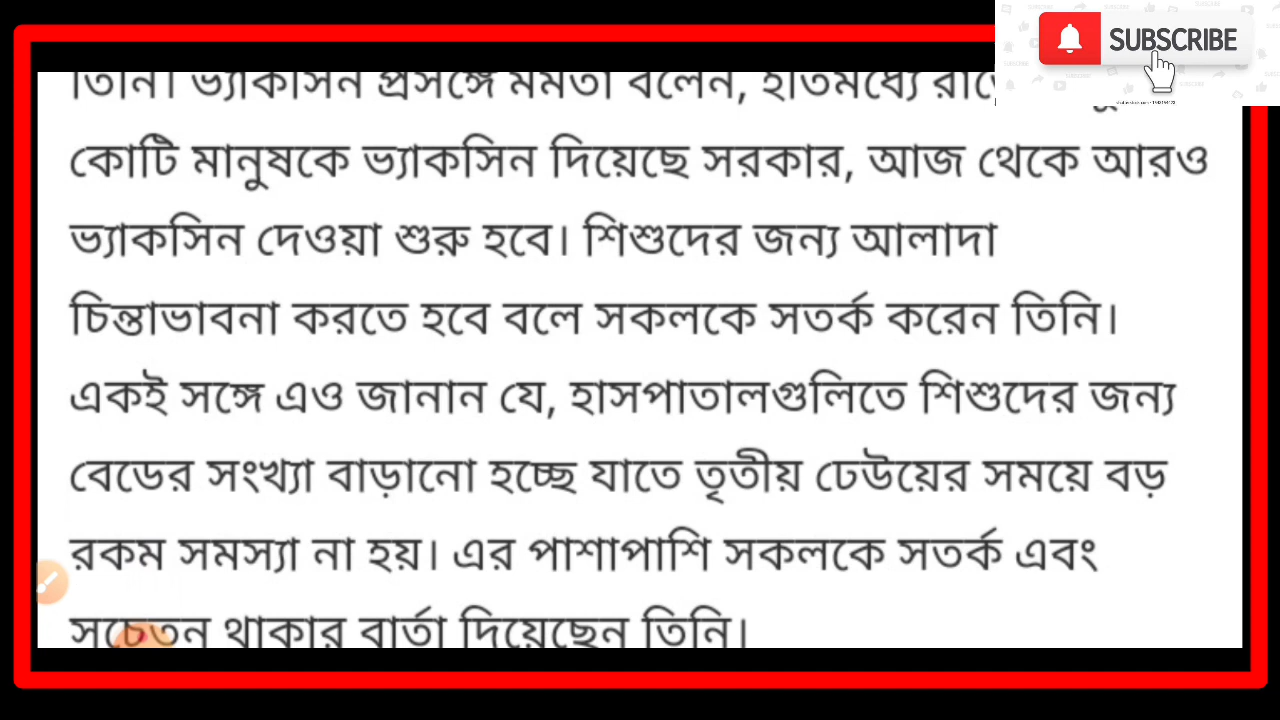 SUBSCRIBE
তিনি। ভ্যাকসিন প্রসঙ্গে মমতা বলেন, ইতিমধ্যে
কোটি মানুষকে ভ্যাকসিন দিয়েছে সরকার, আজ থেকে আরও
ভ্যাকসিন দেওয়া শুরু হবে। শিশুদের জন্য আলাদা
চিন্তাভাবনা করতে হবে বলে সকলকে সতর্ক করেন তিনি।
একই সঙ্গে এও জানান যে, হাসপাতালগুলিতে শিশুদের জন্য
বেডের সংখ্যা বাড়ানো হচ্ছে যাতে তৃতীয় ঢেউয়ের সময়ে বড়
রকম সমস্যা না হয়। এর পাশাপাশি সকলকে সতর্ক এবং
সচেতন থাকার বার্তা দিয়েছেন তিনি।